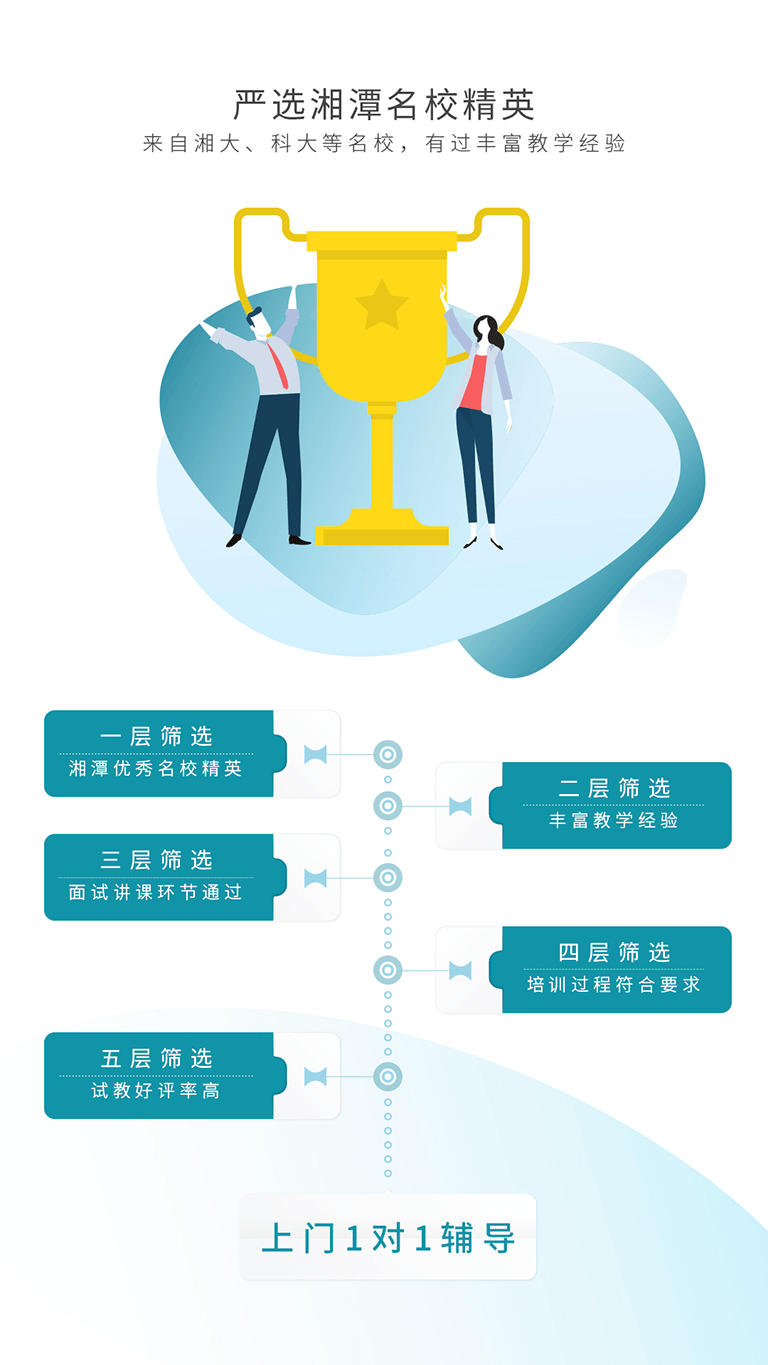 严选湘潭名校精英
来自湘大、科大等名校，有过丰富教学经验
一层筛选
湘潭优秀名校精英
二层筛选
丰富教学经验
三层筛选
面试讲课环节通过
四层筛选
培训过程符合要求
五层筛选
试教好评率高
上门1对1辅导